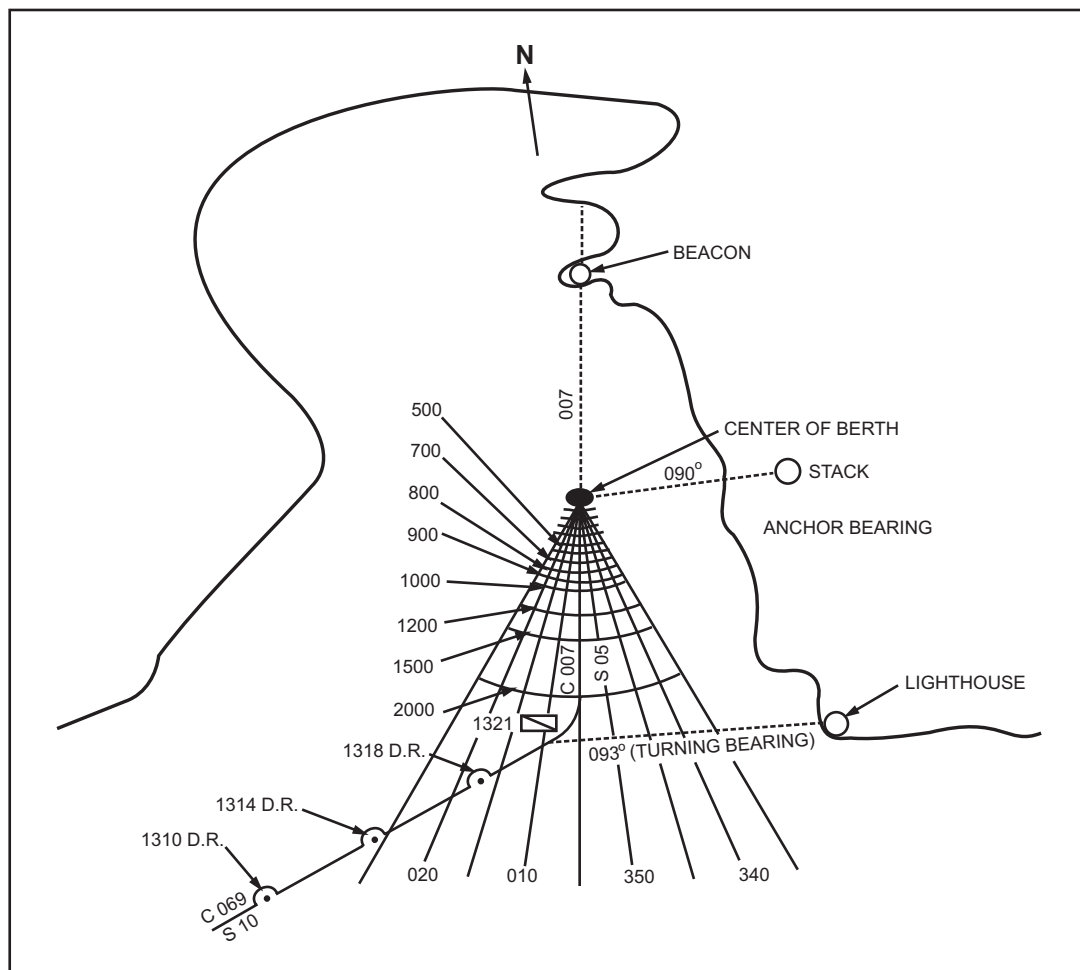 N
BEACON
007
500
700
800
900
1000
1200
1500
2000
CENTER OF BERTH
090°
STACK
ANCHOR BEARING
C 007
S 05
LIGHTHOUSE
1321
093° (TURNING BEARING)
1318 D.R.
1314 D.R.
1310 D.R.
020
010
350
340
C 069
S 10